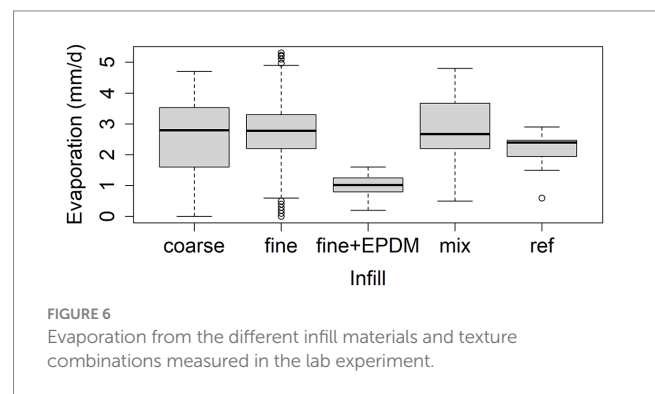 Evaporation (mm/d)
5
4
3
2
1
0
coarse fine fine+EPDM mix ref
Infill
FIGURE 6
Evaporation from the different infill materials and texture
combinations measured in the lab experiment.